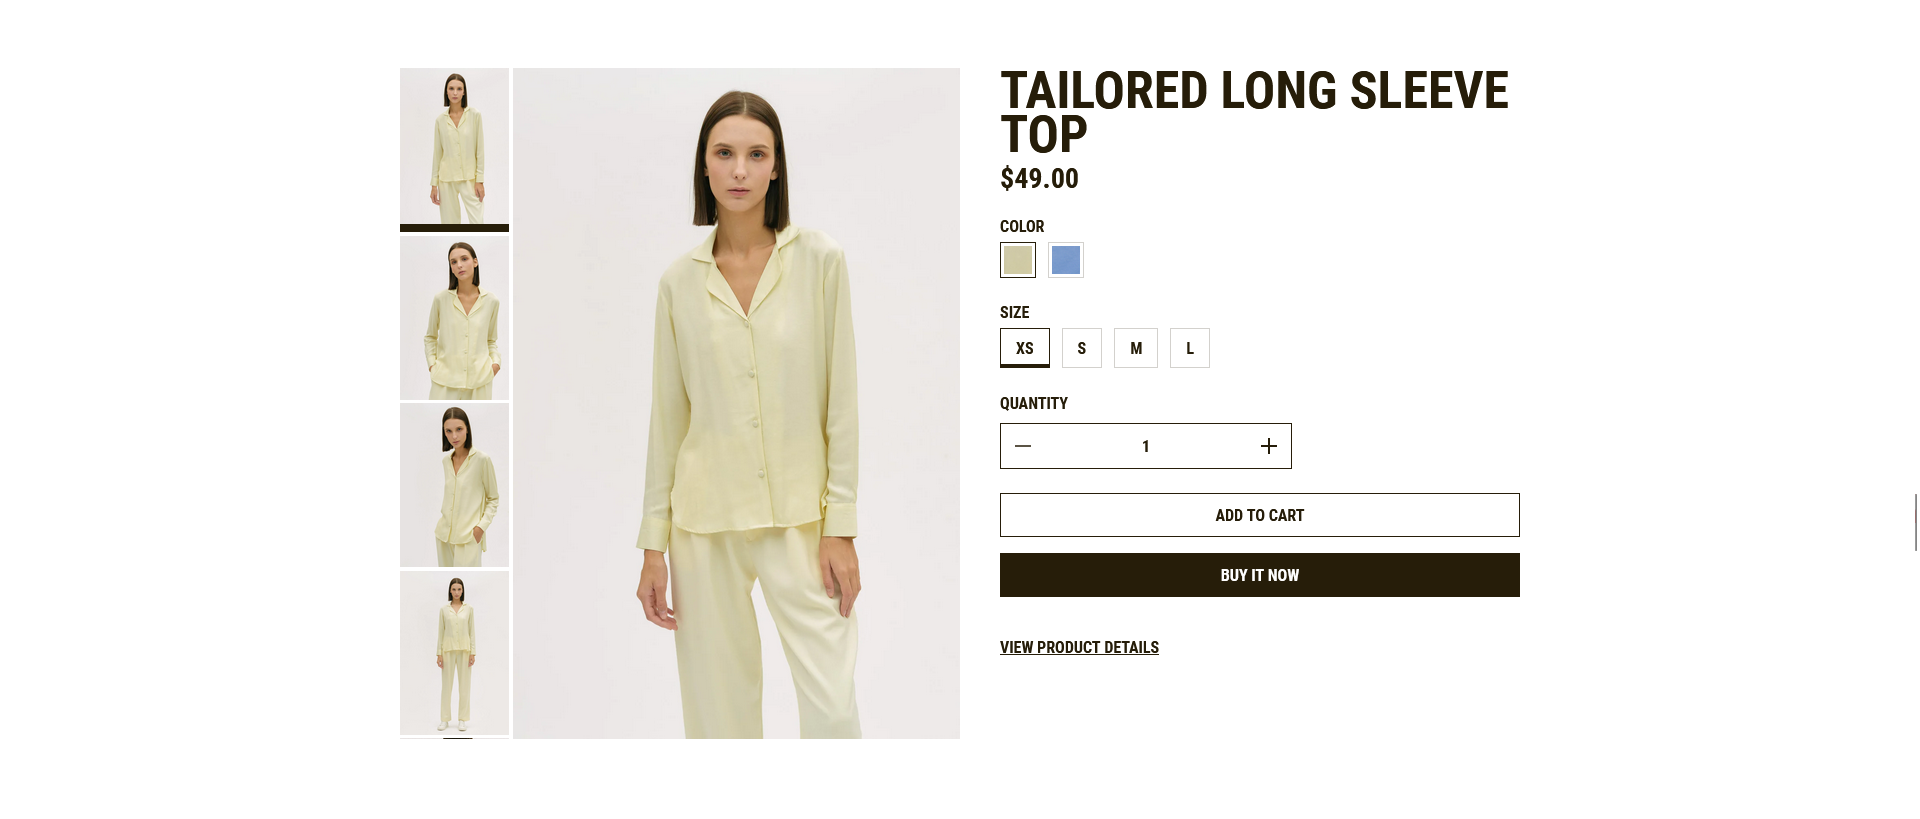 TAILORED LONG SLEEVE
TOP
$49.00
COLOR
SIZE
XS S M L
QUANTITY
1
ADD TO CART
BUY IT NOW
VIEW PRODUCT DETAILS